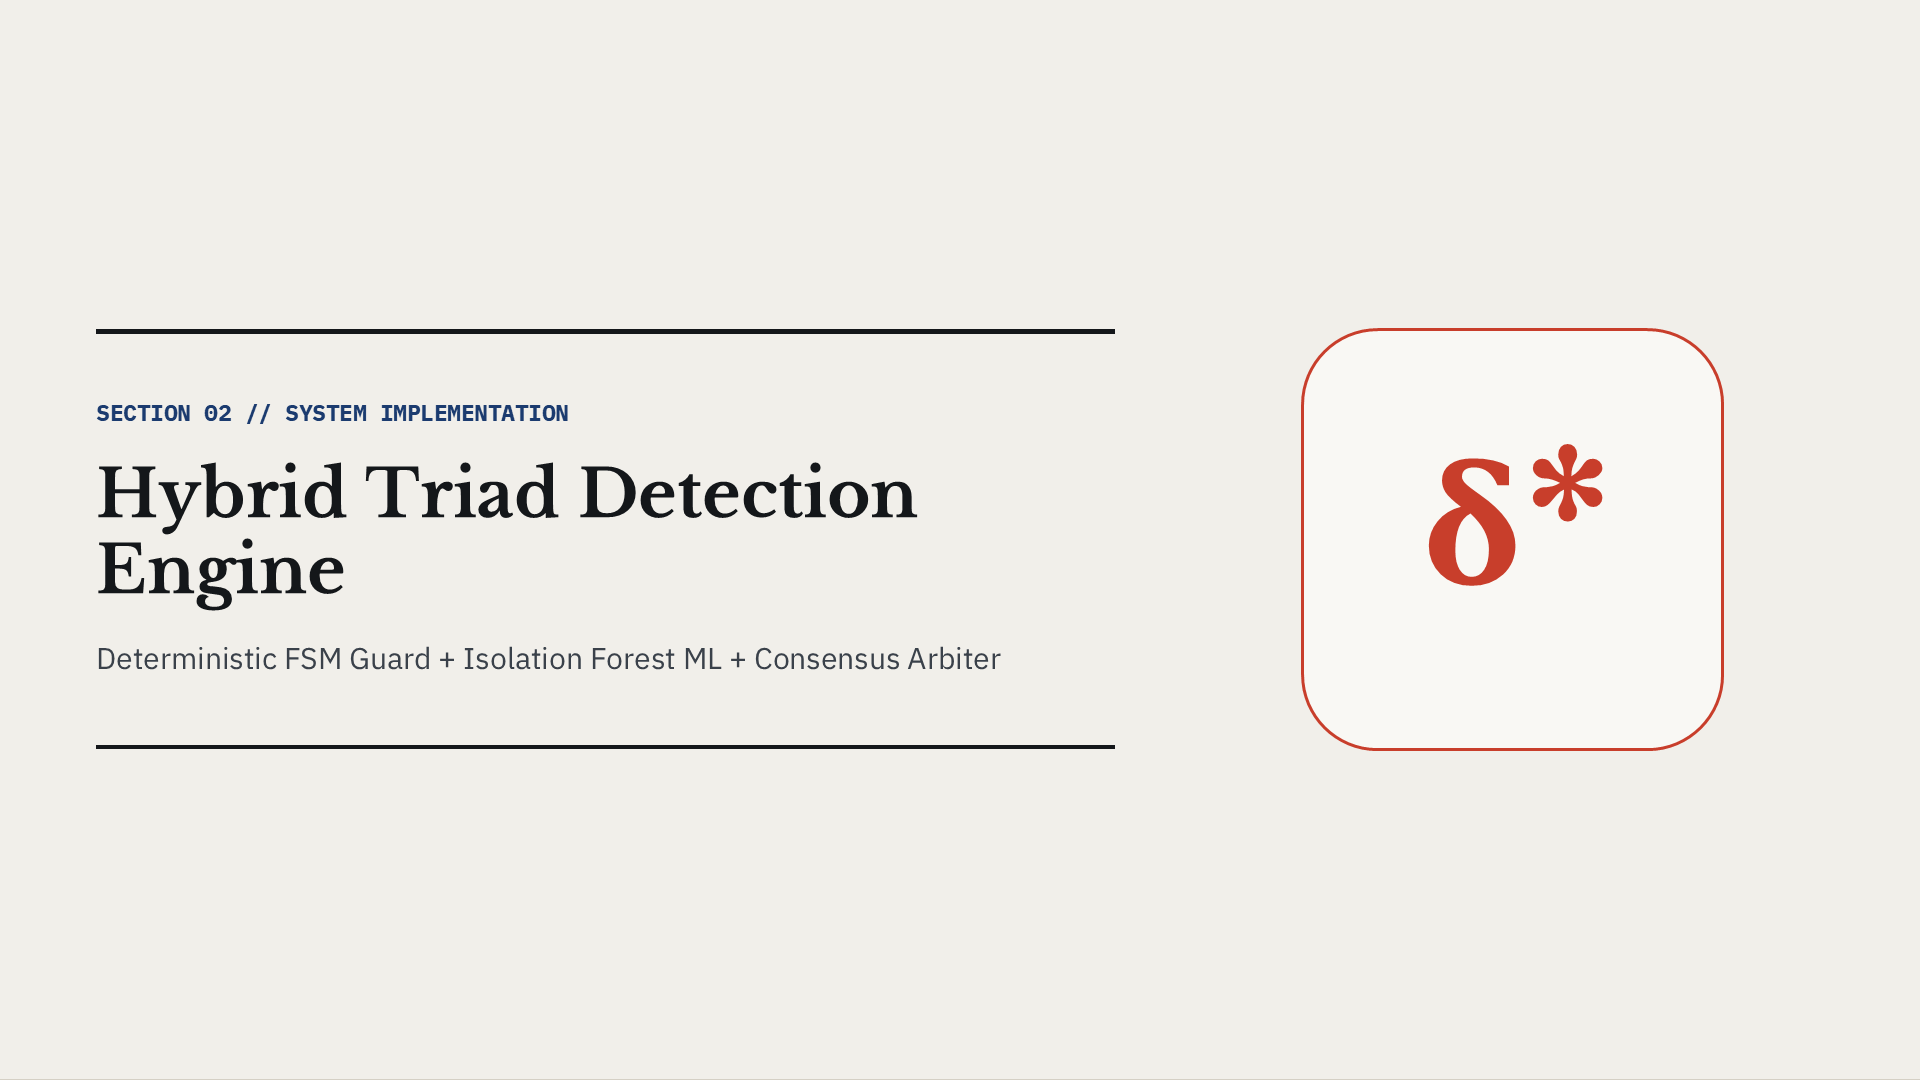 SECTION 02 // SYSTEM IMPLEMENTATION
Hybrid Triad Detection
Engine
Deterministic FSM Guard + Isolation Forest ML + Consensus Arbiter
δ*